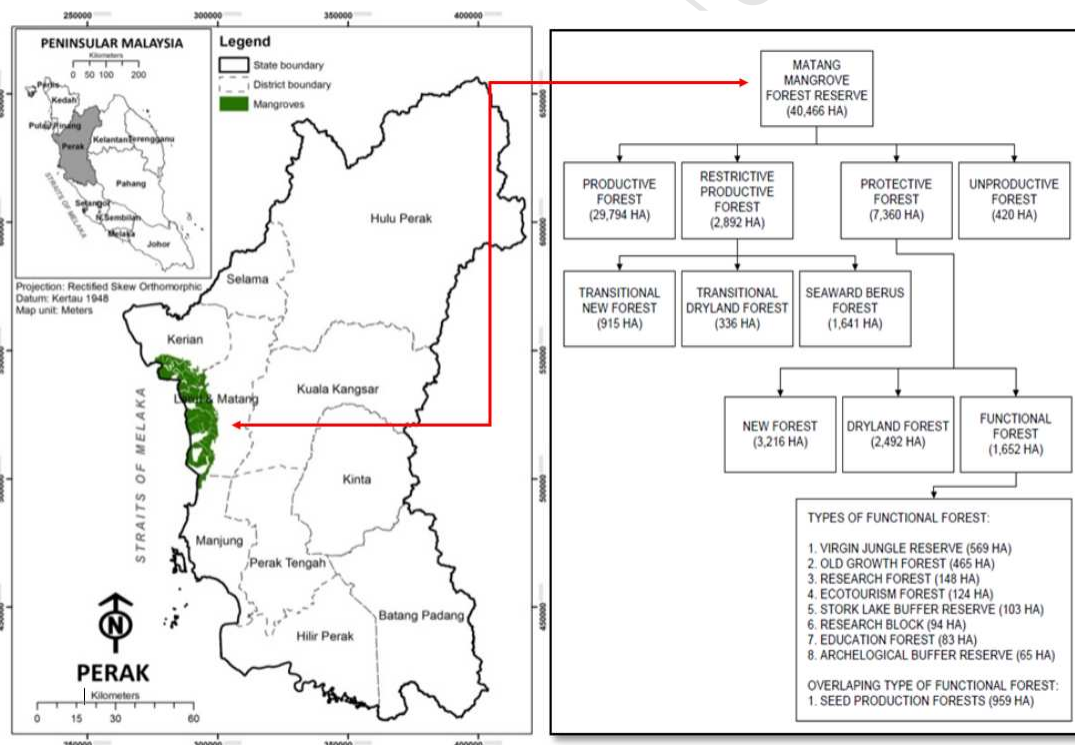 250000 300000 350000 400000
PENINSULAR MALAYSIA
Kilometers
0 50 100 200
Perlis
Kedah
Pulau Pinang
Perak
Kelantan
Terengganu
Pahang
Selangor
N.Sembilan
Melaka
Johor
STRAITS OF MELAKA
Legend
State boundary
District boundary
Mangroves
Projection: Rectified Skew Orthomorphic
Datum: Kertau 1948
Map unit: Meters
Hulu Perak
Selama
Kerian
Kuala Kangsar
& Matang
Kinta
Manjung
Perak Tengah
Batang Padang
Hilir Perak
STRAITS OF MELAKA
N
PERAK
Kilometers
0 15 30 60
250000 300000 350000 400000
MATANG
MANGROVE
FOREST RESERVE
(40,466 HA)
PRODUCTIVE
FOREST
(29,794 HA)
RESTRICTIVE
PRODUCTIVE
FOREST
(2,892 HA)
PROTECTIVE
FOREST
(7,360 HA)
UNPRODUCTIVE
FOREST
(420 HA)
TRANSITIONAL
NEW FOREST
(915 HA)
TRANSITIONAL
DRYLAND FOREST
(336 HA)
SEAWARD BERUS
FOREST
(1,641 HA)
NEW FOREST
(3,216 HA)
DRYLAND FOREST
(2,492 HA)
FUNCTIONAL
FOREST
(1,652 HA)
TYPES OF FUNCTIONAL FOREST:
1. VIRGIN JUNGLE RESERVE (569 HA)
2. OLD GROWTH FOREST (465 HA)
3. RESEARCH FOREST (148 HA)
4. ECOTOURISM FOREST (124 HA)
5. STORK LAKE BUFFER RESERVE (103 HA)
6. RESEARCH BLOCK (94 HA)
7. EDUCATION FOREST (83 HA)
8. ARCHELOGICAL BUFFER RESERVE (65 HA)
OVERLAPING TYPE OF FUNCTIONAL FOREST:
1. SEED PRODUCTION FORESTS (959 HA)